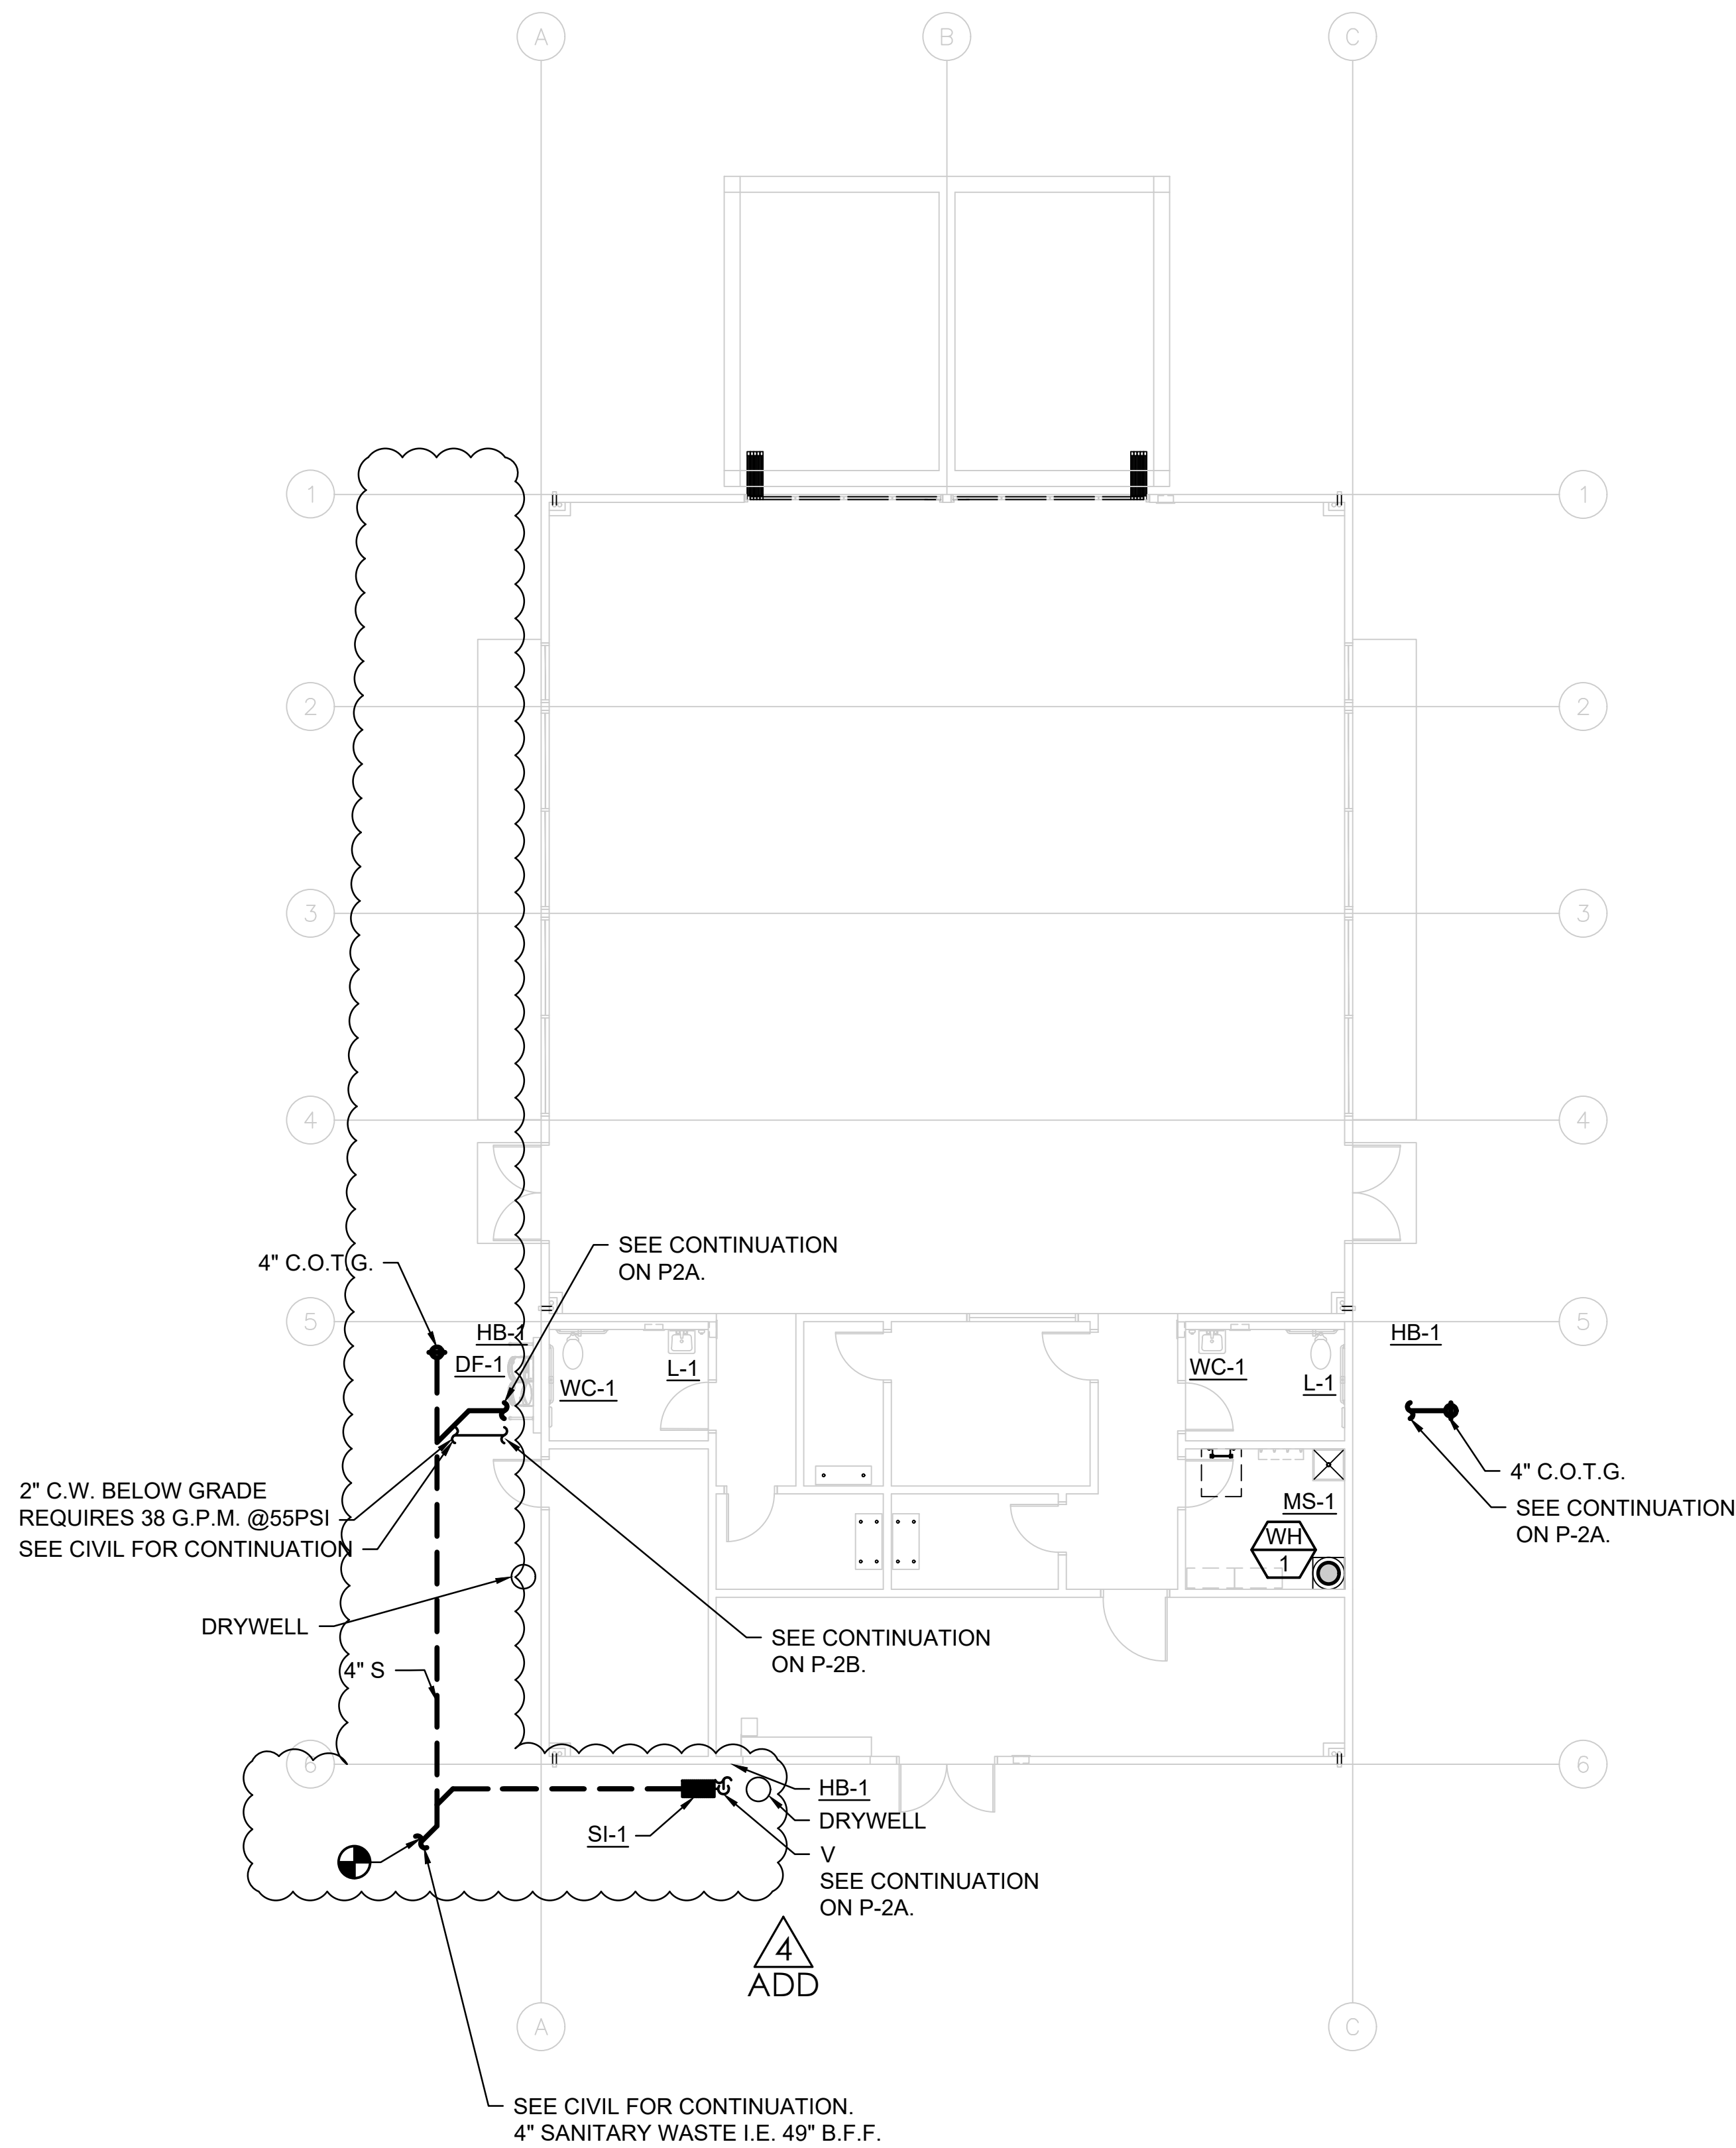 A
B
C
1
1
2
2
3
3
4
4
SEE CONTINUATION
ON P2A.
4" C.O.T.G.
5
5
HB-1
HB-1
DF-1
L-1
WC-1
WC-1
L-1
4" C.O.T.G.
2" C.W. BELOW GRADE
REQUIRES 38 G.P.M. @55PSI
SEE CIVIL FOR CONTINUATION
MS-1
SEE CONTINUATION
ON P-2A.
WH
1
DRYWELL
SEE CONTINUATION
ON P-2B.
4" S
6
6
HB-1
DRYWELL
SI-1
V
SEE CONTINUATION
ON P-2A.
4
ADD
A
C
SEE CIVIL FOR CONTINUATION.
4" SANITARY WASTE I.E. 49" B.F.F.